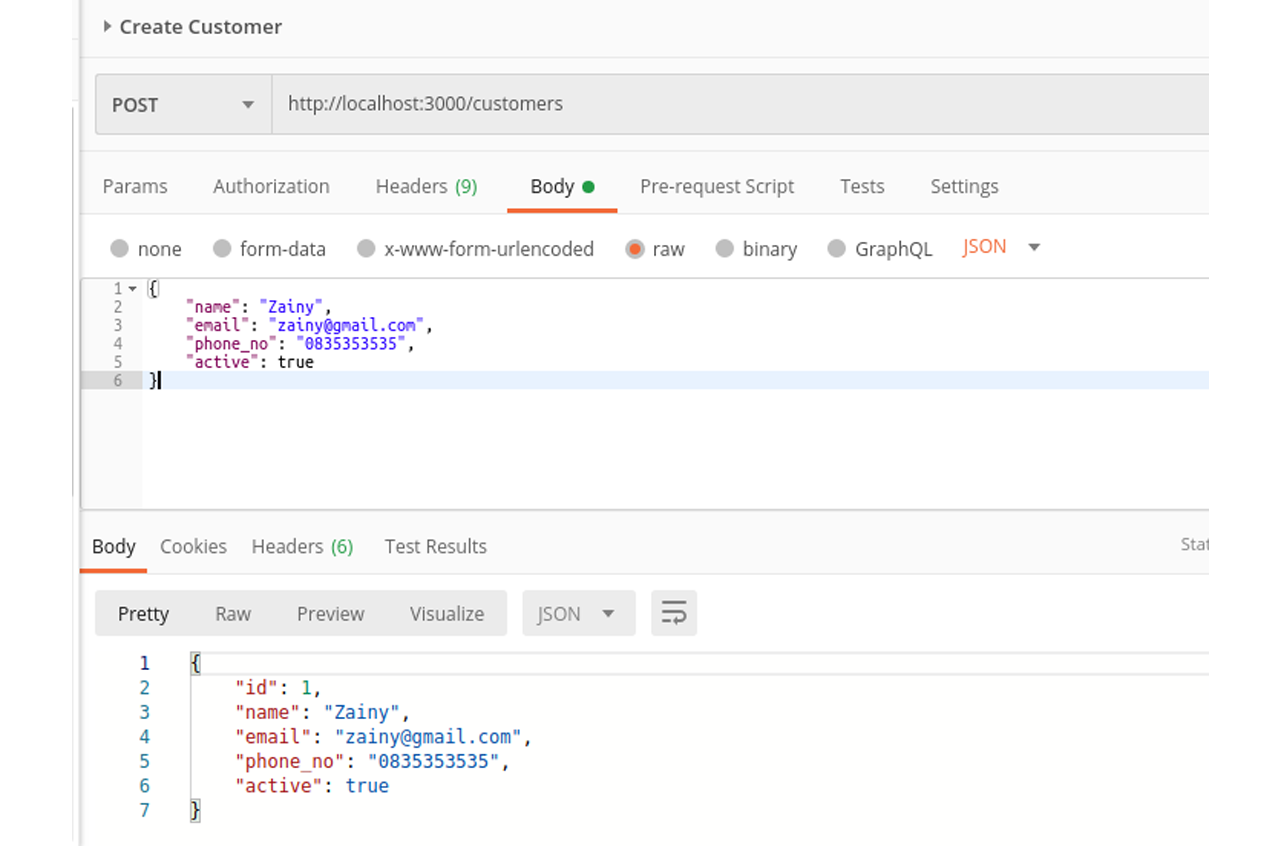 Create Customer
POST http://localhost:3000/customers
Params Authorization Headers (9) Body Pre-request Script Tests Settings
none form-data x-www-form-urlencoded raw binary GraphQL JSON
1 {
2 "name": "Zainy",
3 "email": "zainy@gmail.com",
4 "phone_no": "0835353535",
5 "active": true
6 }
Body Cookies Headers (6) Test Results
Pretty Raw Preview Visualize JSON
1 {
2 "id": 1,
3 "name": "Zainy",
4 "email": "zainy@gmail.com",
5 "phone_no": "0835353535",
6 "active": true
7 }